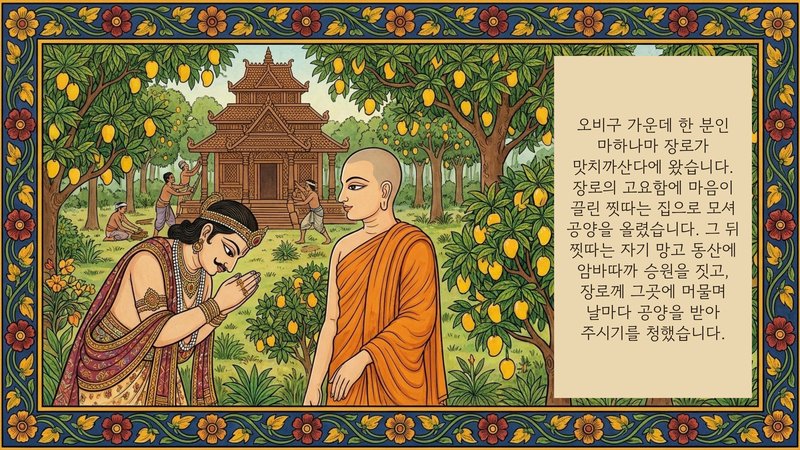 오비구 가운데 한 분인
마하나마 장로가
맛치까산다에 왔습니다.
장로의 고요함에 마음이
끌린 찟따는 집으로 모셔
공양을 올렸습니다. 그 뒤
찟따는 자기 망고 동산에
암바따까 승원을 짓고,
장로께 그곳에 머물며
날마다 공양을 받아
주시기를 청했습니다.